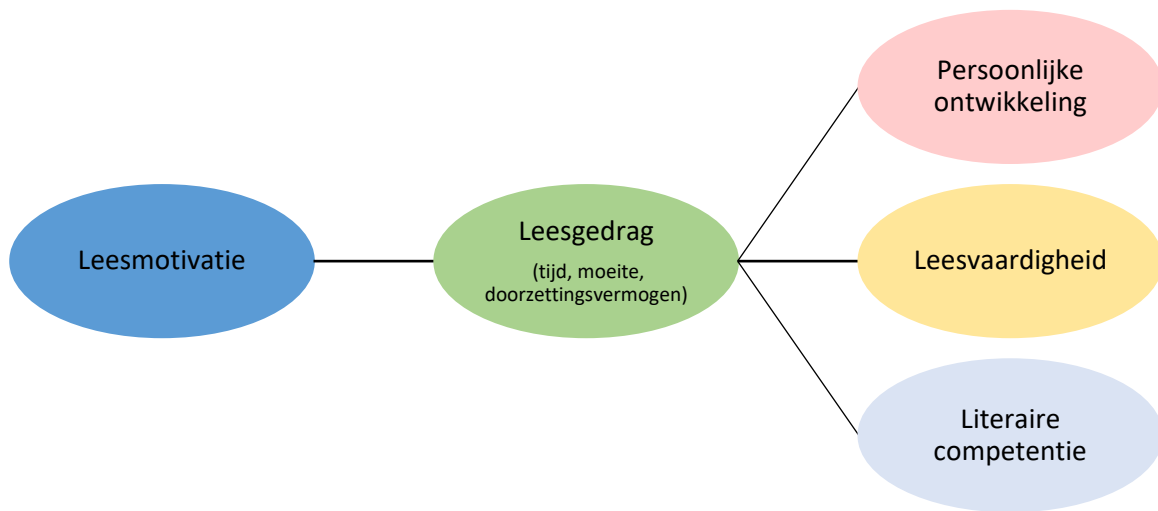 Persoonlijke
ontwikkeling
Leesmotivatie
Leesgedrag
(tijd, moeite,
doorzettingsvermogen)
Leesvaardigheid
Literaire
competentie